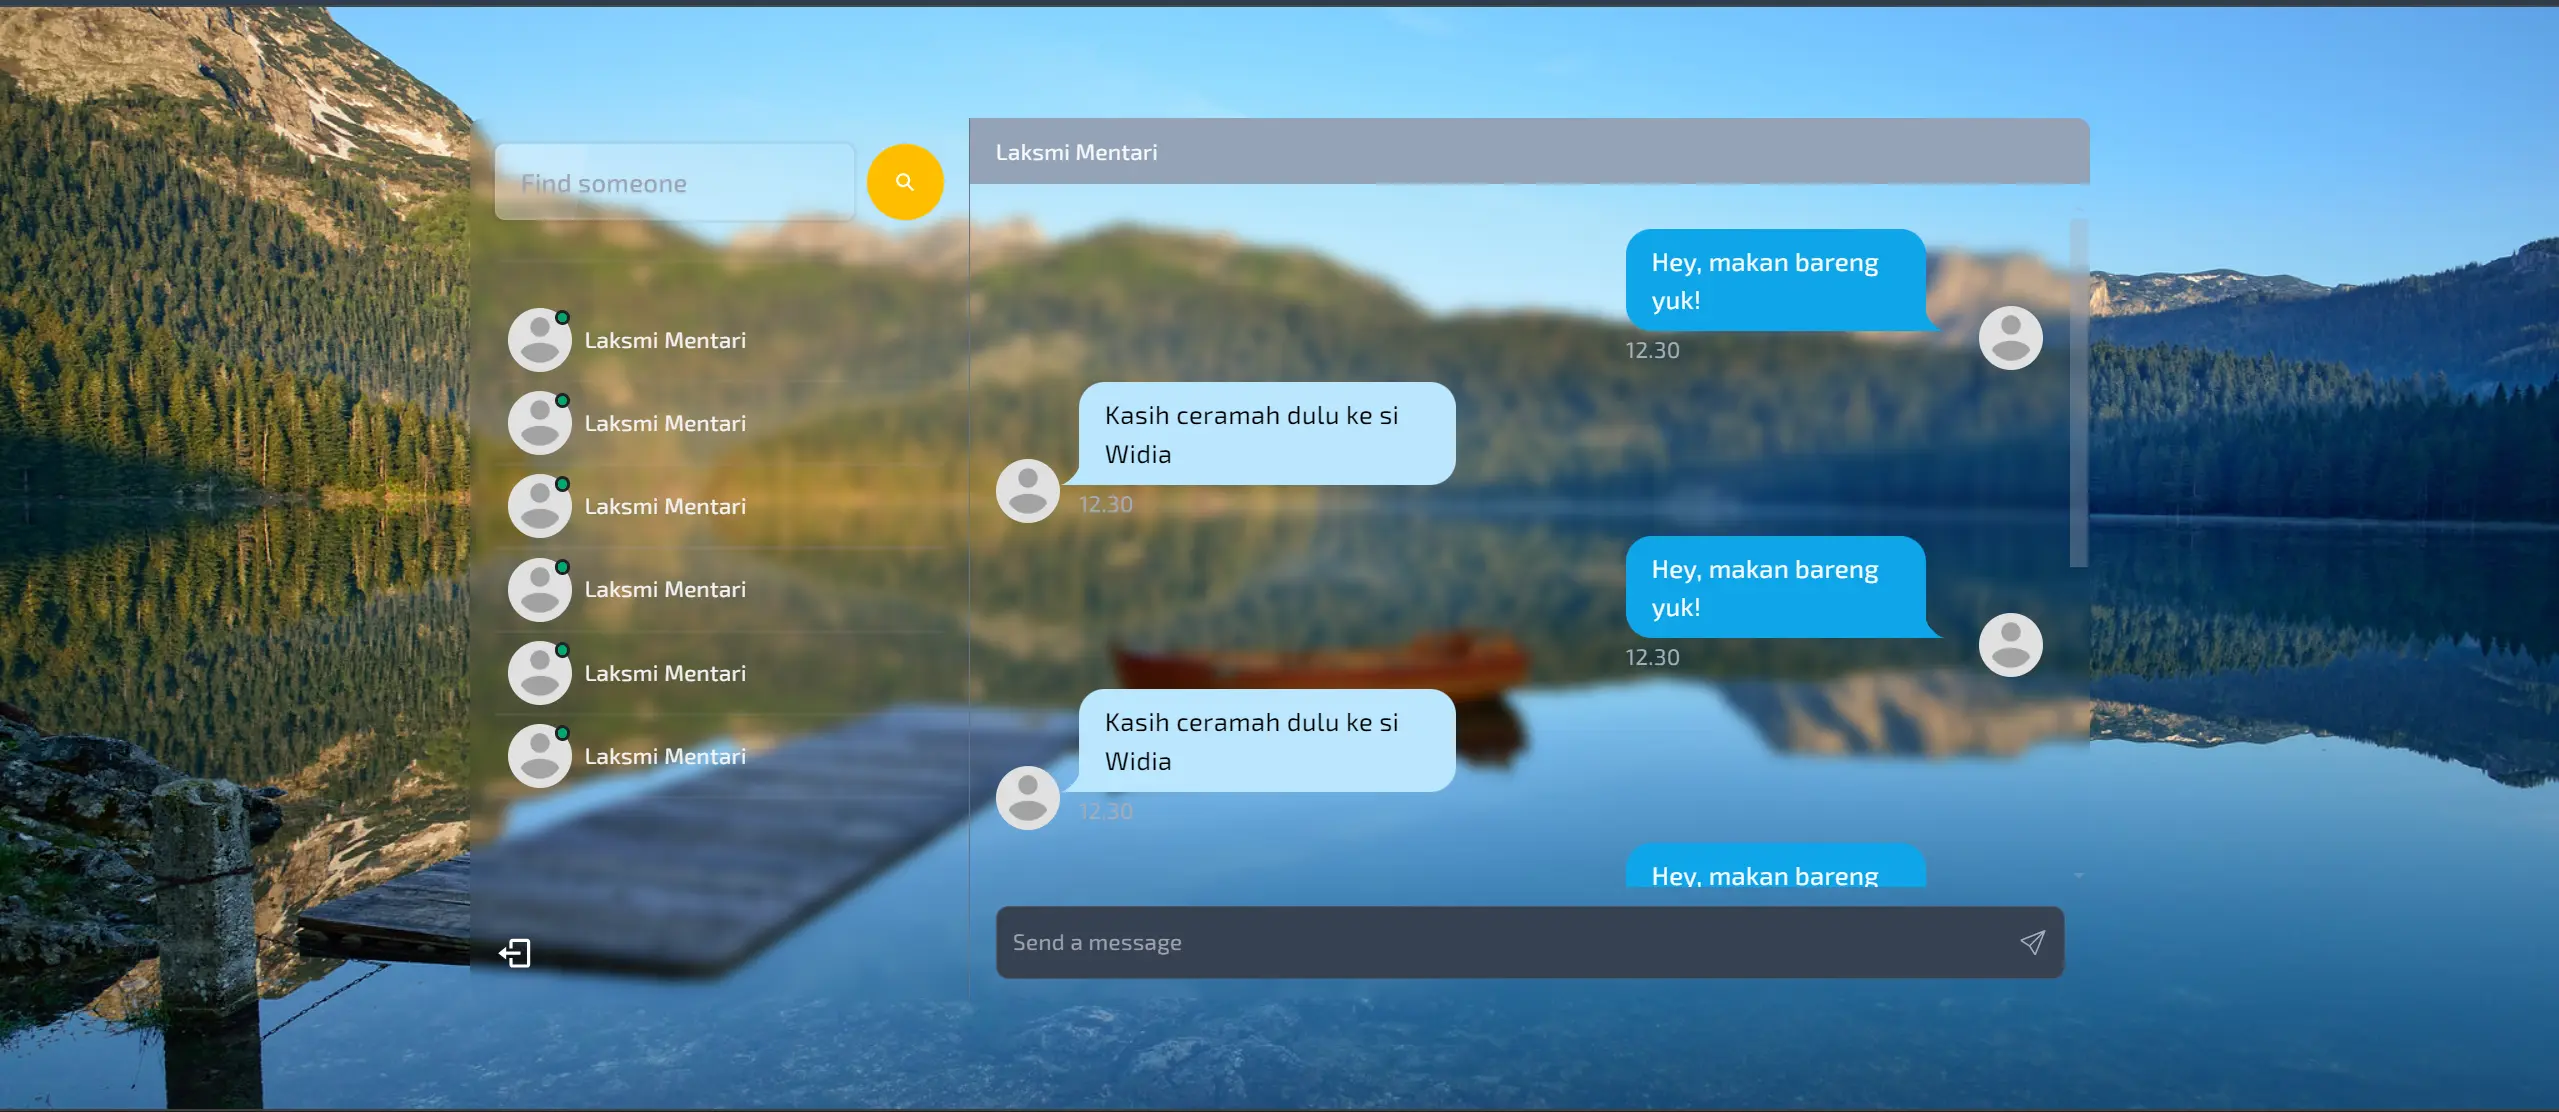 Find someone
Laksmi Mentari
Laksmi Mentari
Laksmi Mentari
Laksmi Mentari
Laksmi Mentari
Laksmi Mentari
Laksmi Mentari
Hey, makan bareng
yuk!
12.30
Kasih ceramah dulu ke si
Widia
12.30
Hey, makan bareng
yuk!
12.30
Kasih ceramah dulu ke si
Widia
12.30
Hey, makan bareng
Send a message